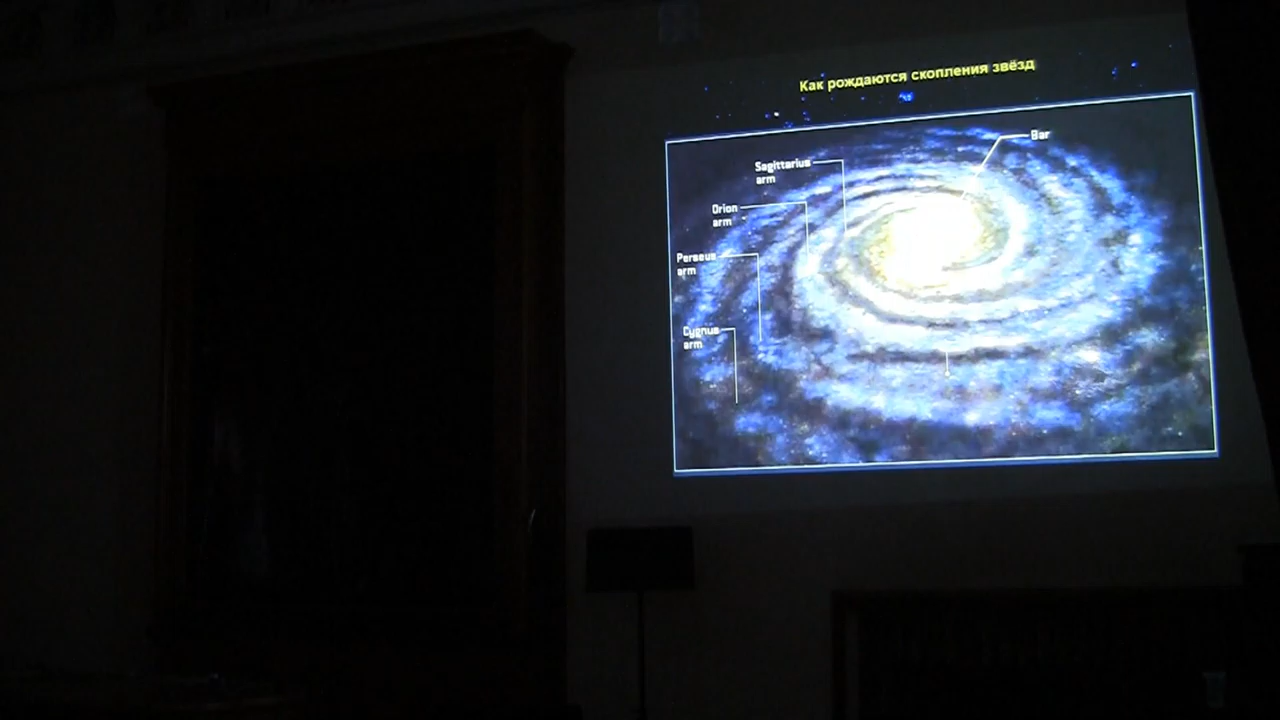 Как рождаются скопления звёзд
Bar
Sagittarius
arm
Orion
arm
Perseus
arm
Cygnus
arm